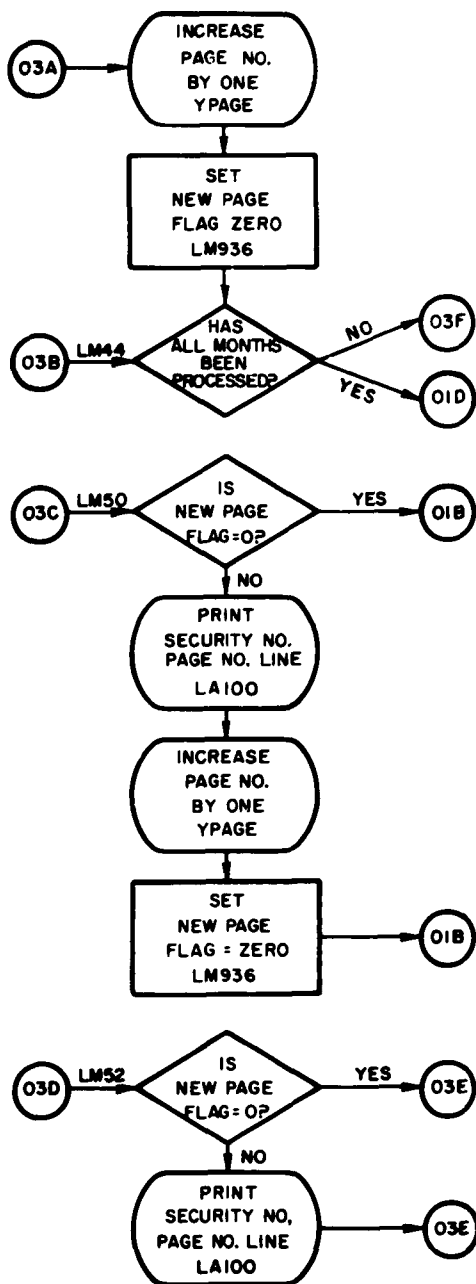 INCREASE
PAGE NO.
BY ONE
YPAGE
03A
SET
NEW PAGE
FLAG ZERO
LM936
03B
LM44
HAS
ALL MONTHS
BEEN
PROCESSED?
NO
03F
YES
01D
03C
LM50
IS
NEW PAGE
FLAG=0?
YES
01B
NO
PRINT
SECURITY NO.
PAGE NO. LINE
LA100
INCREASE
PAGE NO.
BY ONE
YPAGE
SET
NEW PAGE
FLAG = ZERO
LM936
01B
03D
LM52
IS
NEW PAGE
FLAG=0?
YES
03E
NO
PRINT
SECURITY NO,
PAGE NO. LINE
LA100
03E